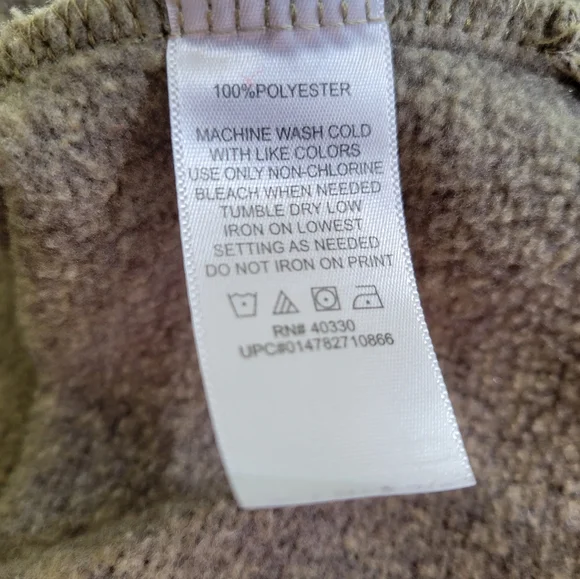 100%POLYESTER
MACHINE WASH COLD
WITH LIKE COLORS
USE ONLY NON-CHLORINE
BLEACH WHEN NEEDED
TUMBLE DRY LOW
IRON ON LOWEST
SETTING AS NEEDED
DO NOT IRON ON PRINT
RN# 40330
UPC#014782710866